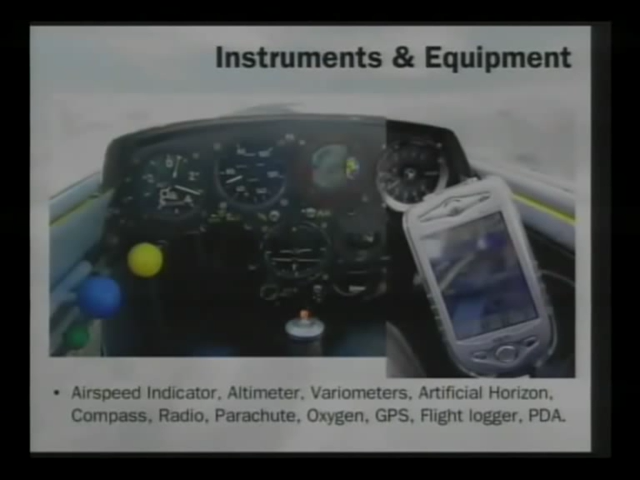 Instruments & Equipment
• Airspeed Indicator, Altimeter, Variometers, Artificial Horizon,
Compass, Radio, Parachute, Oxygen, GPS, Flight logger, PDA.